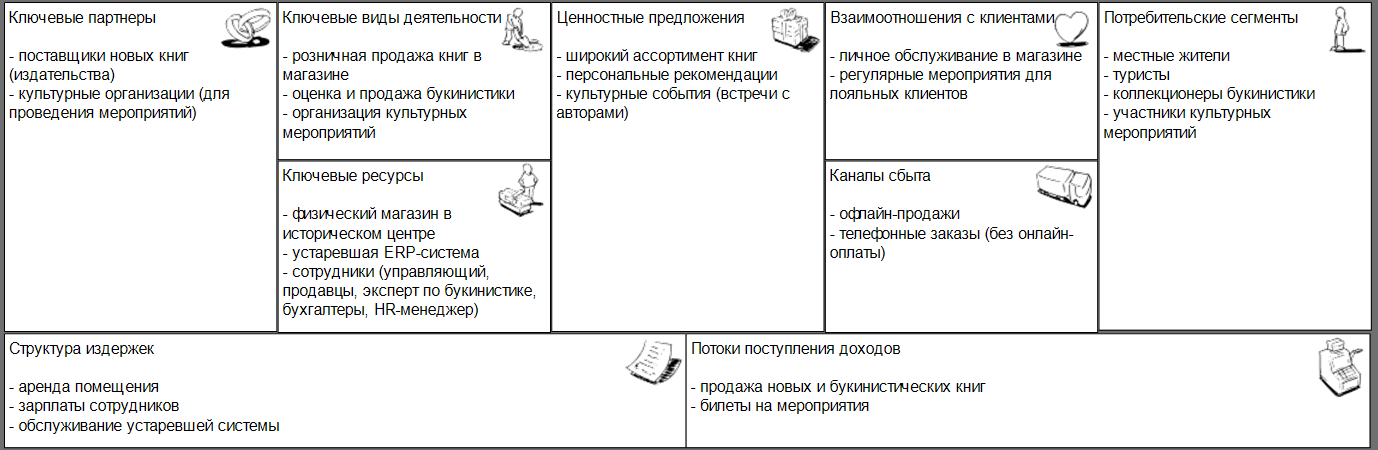 Ключевые партнеры
- поставщики новых книг
(издательства)
- культурные организации (для
проведения мероприятий)
Ключевые виды деятельности
- розничная продажа книг в
магазине
- оценка и продажа букинистики
- организация культурных
мероприятий
Ключевые ресурсы
- физический магазин в
историческом центре
- устаревшая ERP-система
- сотрудники (управляющий,
продавцы, эксперт по букинистике,
бухгалтеры, HR-менеджер)
Ценностные предложения
- широкий ассортимент книг
- персональные рекомендации
- культурные события (встречи с
авторами)
Взаимоотношения с клиентами
- личное обслуживание в магазине
- регулярные мероприятия для
лояльных клиентов
Каналы сбыта
- офлайн-продажи
- телефонные заказы (без онлайн-
оплаты)
Потребительские сегменты
- местные жители
- туристы
- коллекционеры букинистики
- участники культурных
мероприятий
Структура издержек
- аренда помещения
- зарплаты сотрудников
- обслуживание устаревшей системы
Потоки поступления доходов
- продажа новых и букинистических книг
- билеты на мероприятия